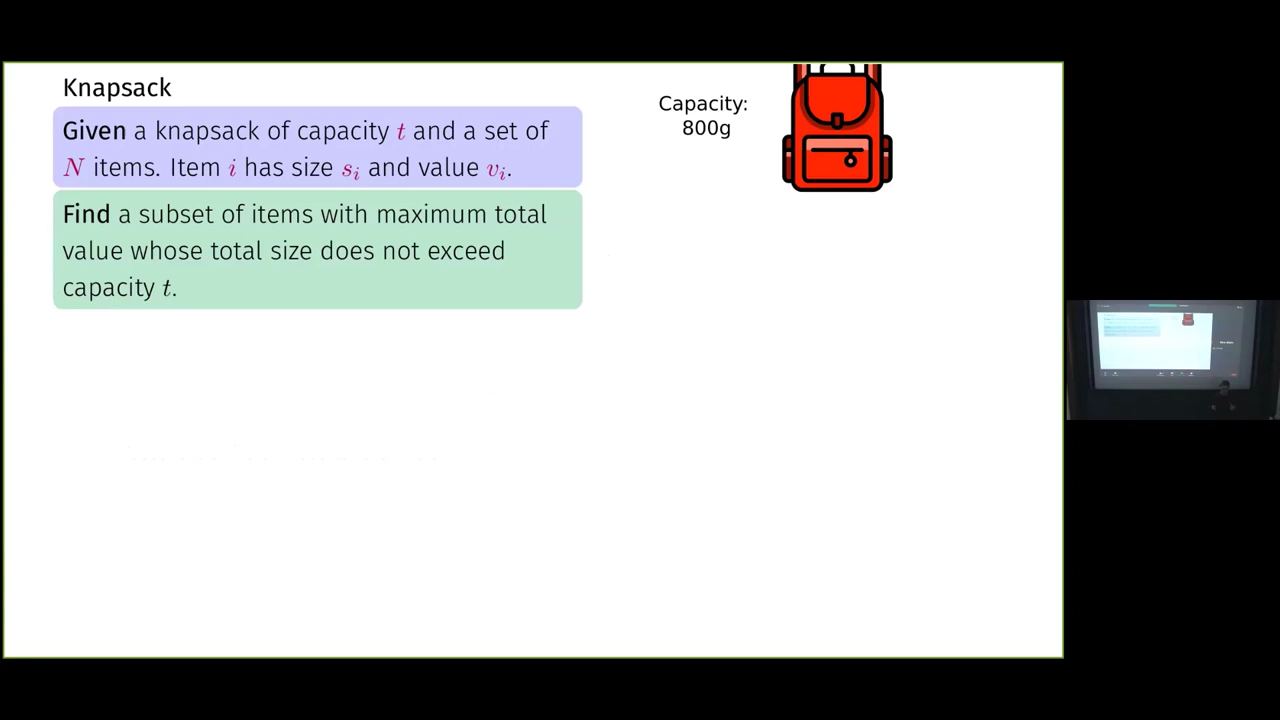 Knapsack
Given a knapsack of capacity t and a set of
N items. Item i has size s_i and value v_i.
Find a subset of items with maximum total
value whose total size does not exceed
capacity t.
Capacity:
800g